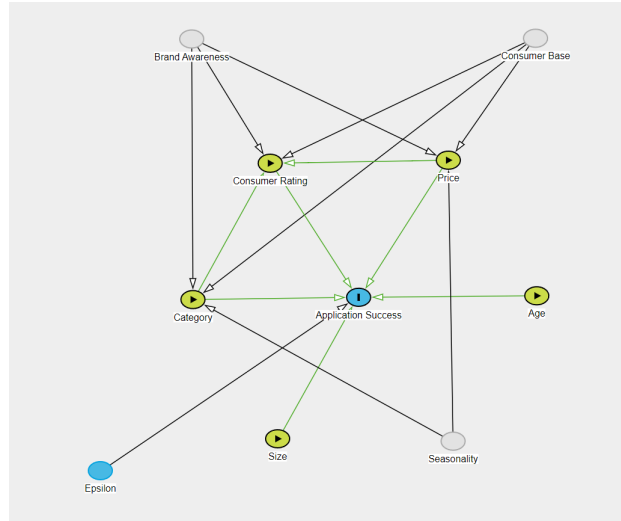 Brand Awareness
Consumer Base
Consumer Rating
Price
Category
Application Success
Age
Size
Seasonality
Epsilon